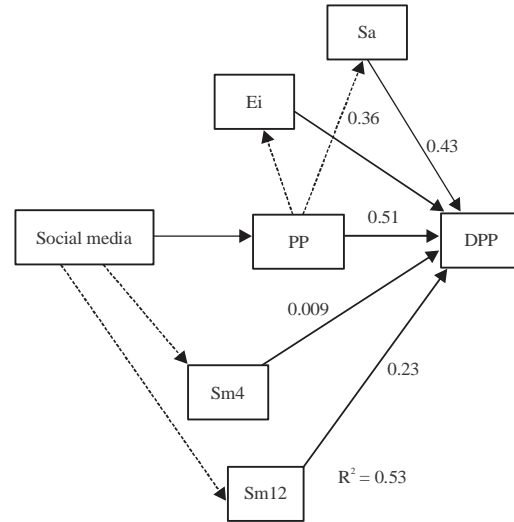 Sa
Ei
0.36
0.43
Social media
PP
0.51
DPP
0.009
Sm4
0.23
Sm12
R² = 0.53